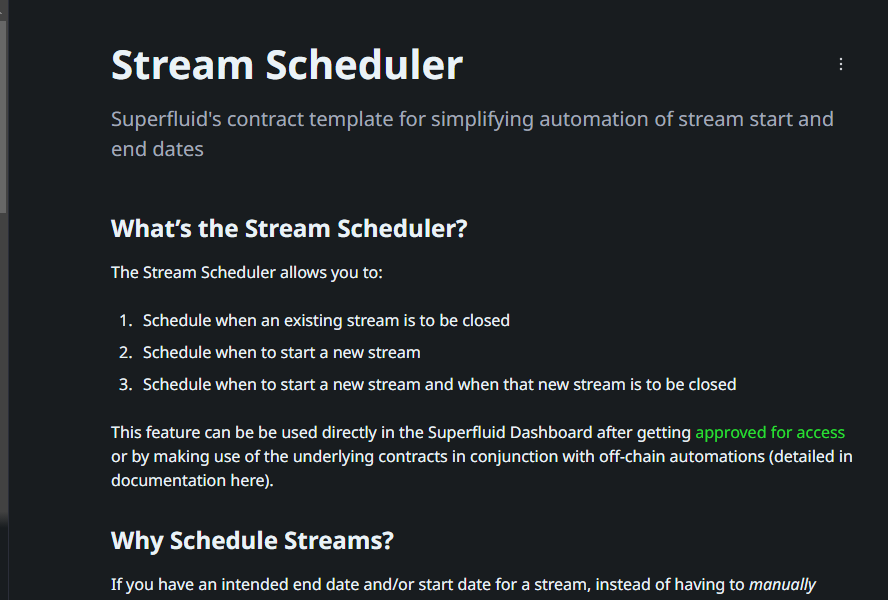 Stream Scheduler
Superfluid's contract template for simplifying automation of stream start and
end dates
What's the Stream Scheduler?
The Stream Scheduler allows you to:
1. Schedule when an existing stream is to be closed
2. Schedule when to start a new stream
3. Schedule when to start a new stream and when that new stream is to be closed
This feature can be be used directly in the Superfluid Dashboard after getting approved for access
or by making use of the underlying contracts in conjunction with off-chain automations (detailed in
documentation here).
Why Schedule Streams?
If you have an intended end date and/or start date for a stream, instead of having to manually